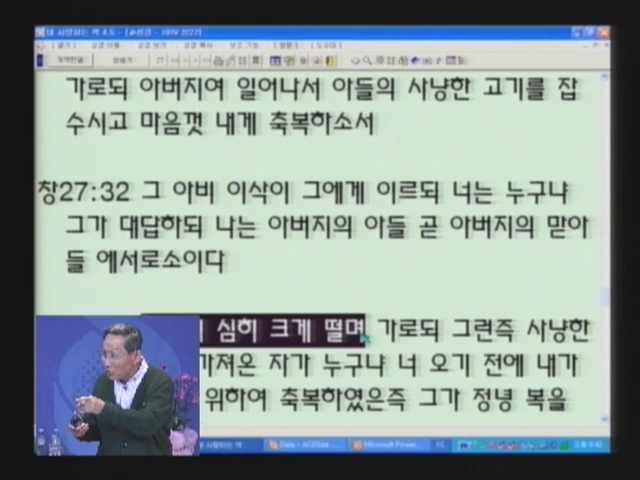 가로되 아버지여 일어나서 아들의 사냥한 고기를 잡
수시고 마음껏 내게 축복하소서
창27:32 그 아비 이삭이 그에게 이르되 너는 누구냐
그가 대답하되 나는 아버지의 아들 곧 아버지의 맏아
들 에서로소이다
심히 크게 떨며 가로되 그런즉 사냥한
가져온 자가 누구냐 너 오기 전에 내가
위하여 축복하였은즉 그가 정녕 복을